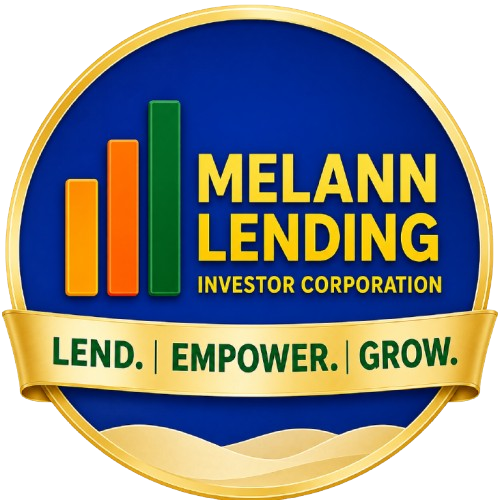 MELANN
LENDING
INVESTOR CORPORATION
LEND. | EMPOWER. | GROW.